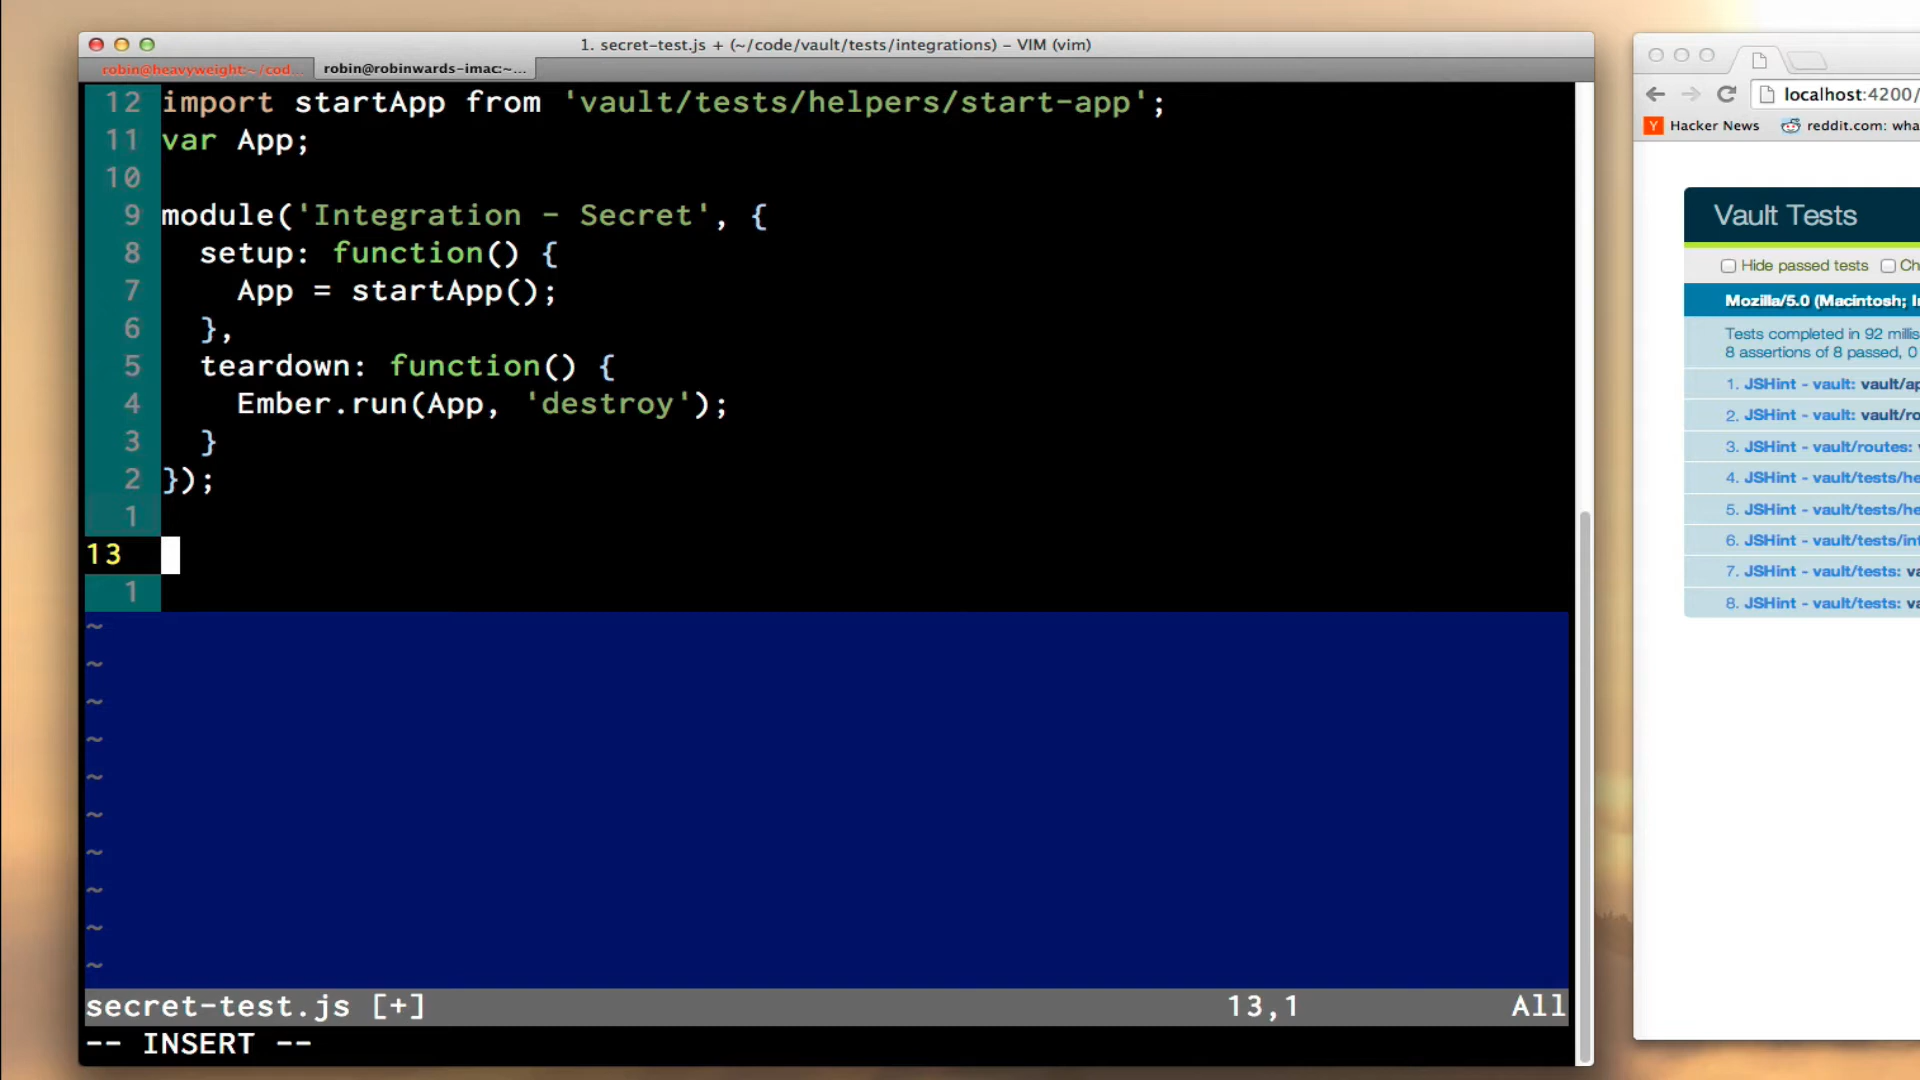 1. secret-test.js + (~/code/vault/tests/integrations) – VIM (vim)
robin@heavyweight:~/cod... robin@robinwards-imac:~...
12 import startApp from 'vault/tests/helpers/start-app';
11 var App;
10
9 module('Integration - Secret', {
8 setup: function() {
7 App = startApp();
6 },
5 teardown: function() {
4 Ember.run(App, 'destroy');
3 }
2 });
1
13
1
~
~
~
~
~
~
~
~
~
~
secret-test.js [+] 13,1 All
-- INSERT --
localhost:4200/
Y Hacker News reddit.com: wha
Vault Tests
Hide passed tests Ch
Mozilla/5.0 (Macintosh; I
Tests completed in 92 millis
8 assertions of 8 passed, 0
1. JSHint - vault: vault/ap
2. JSHint - vault: vault/ro
3. JSHint - vault/routes:
4. JSHint - vault/tests/he
5. JSHint - vault/tests/he
6. JSHint - vault/tests/int
7. JSHint - vault/tests: va
8. JSHint - vault/tests: va